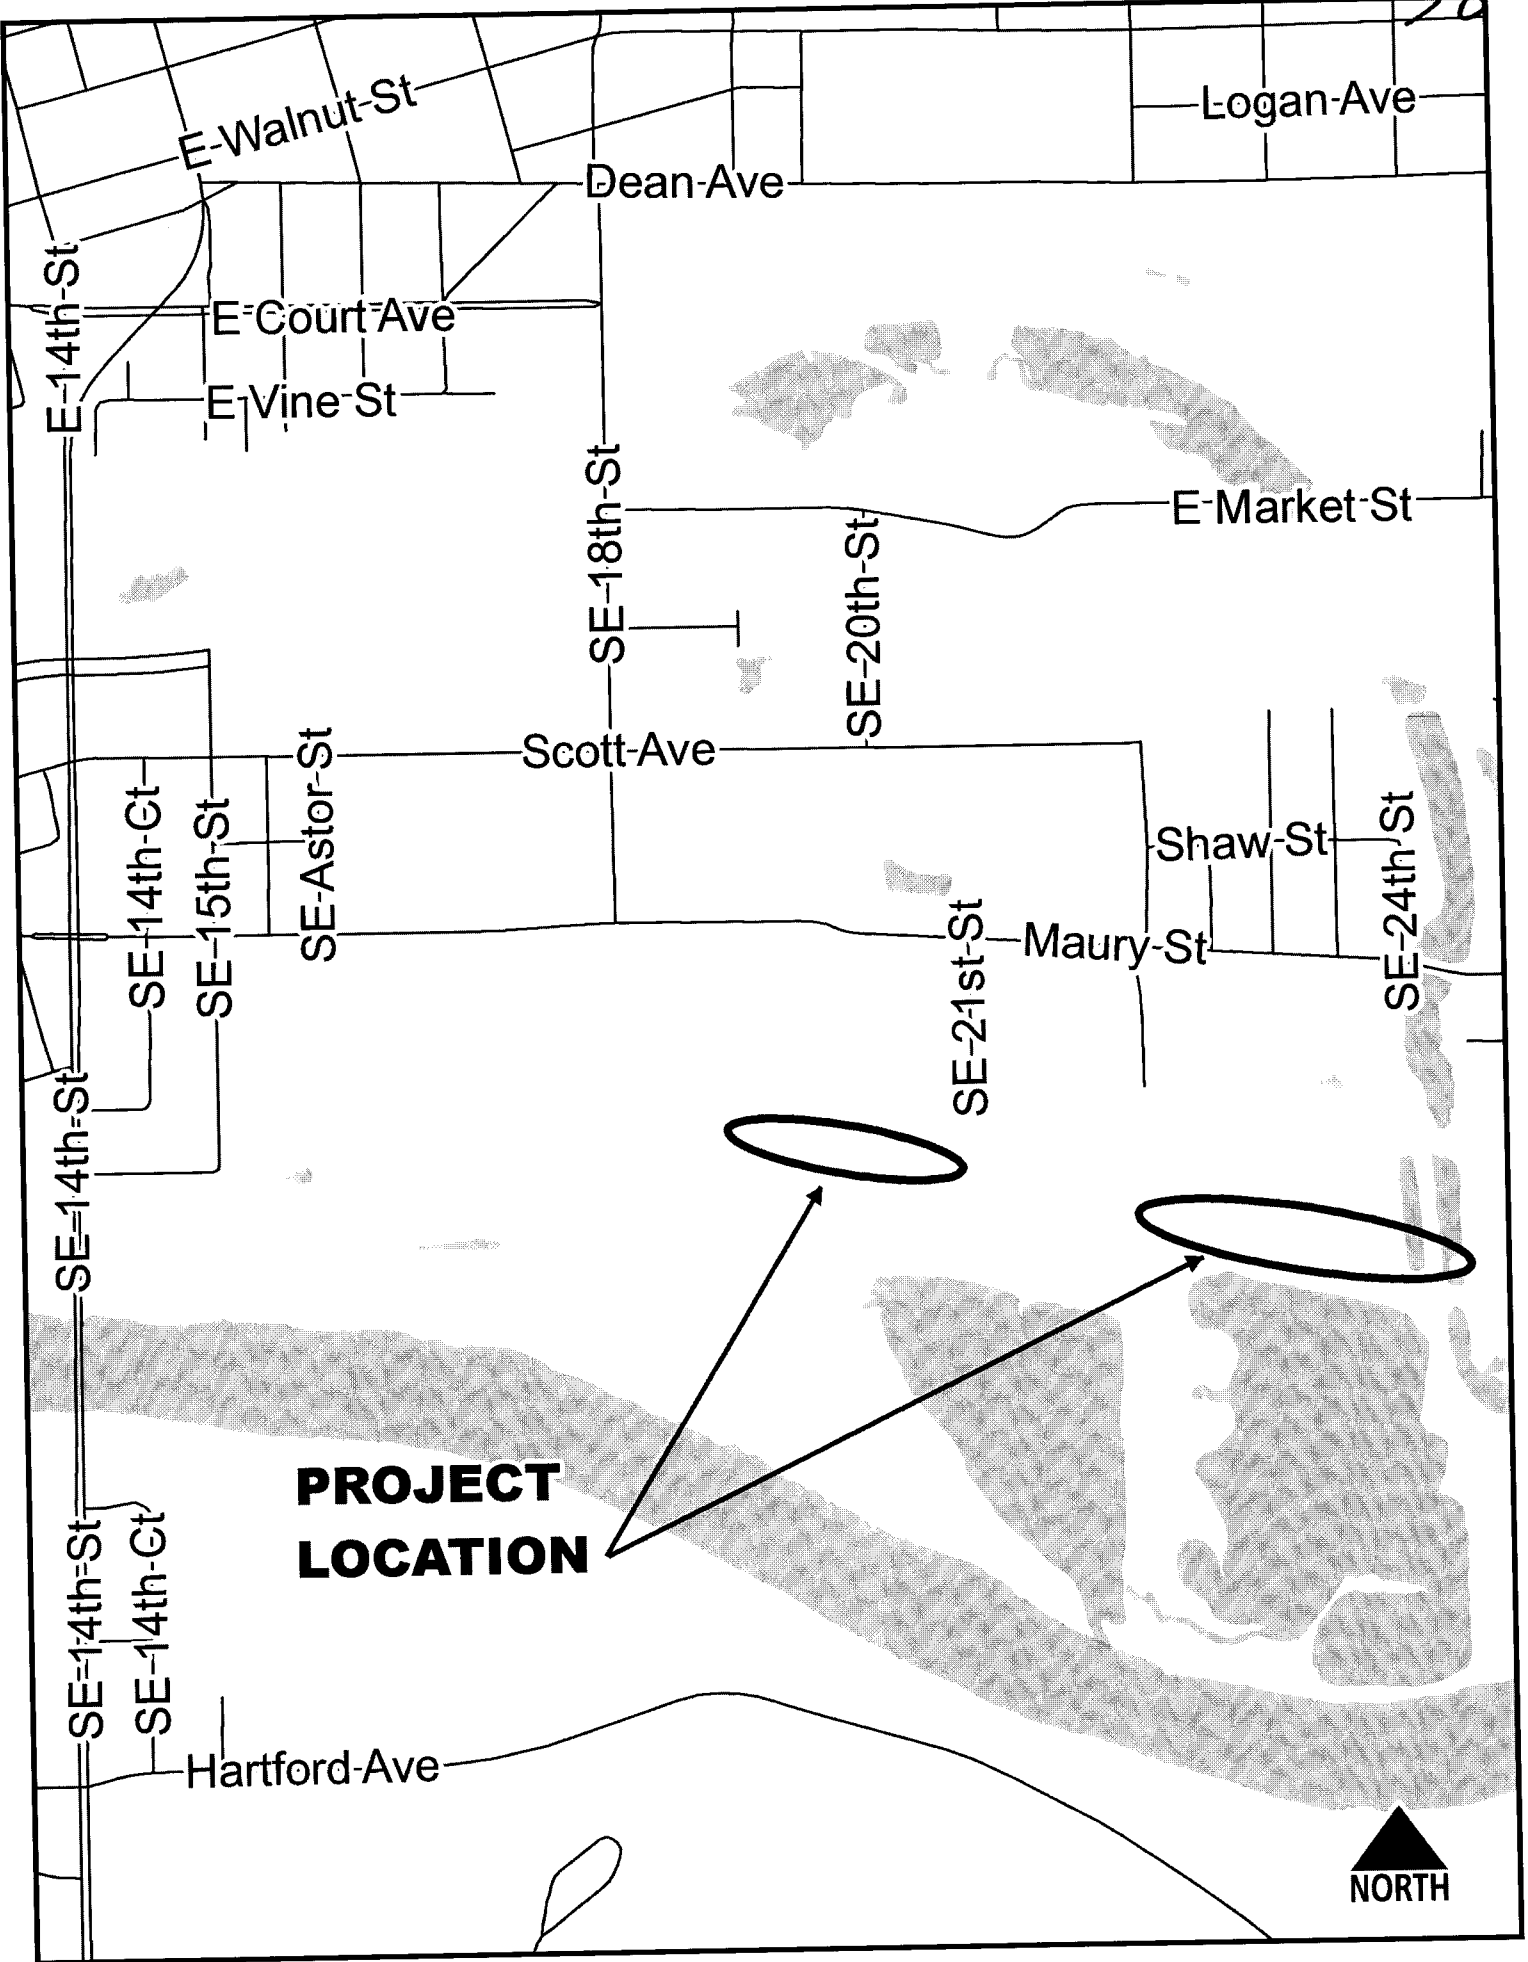 E Walnut St
Logan Ave
Dean Ave
E 14th St
E Court Ave
E Vine St
SE 18th St
E Market St
SE 20th St
Scott Ave
SE Astor St
SE 14th Ct
SE 15th St
Shaw St
SE 24th St
SE 21st St
Maury St
SE 14th St
PROJECT
LOCATION
SE 14th St
SE 14th Ct
Hartford Ave
NORTH